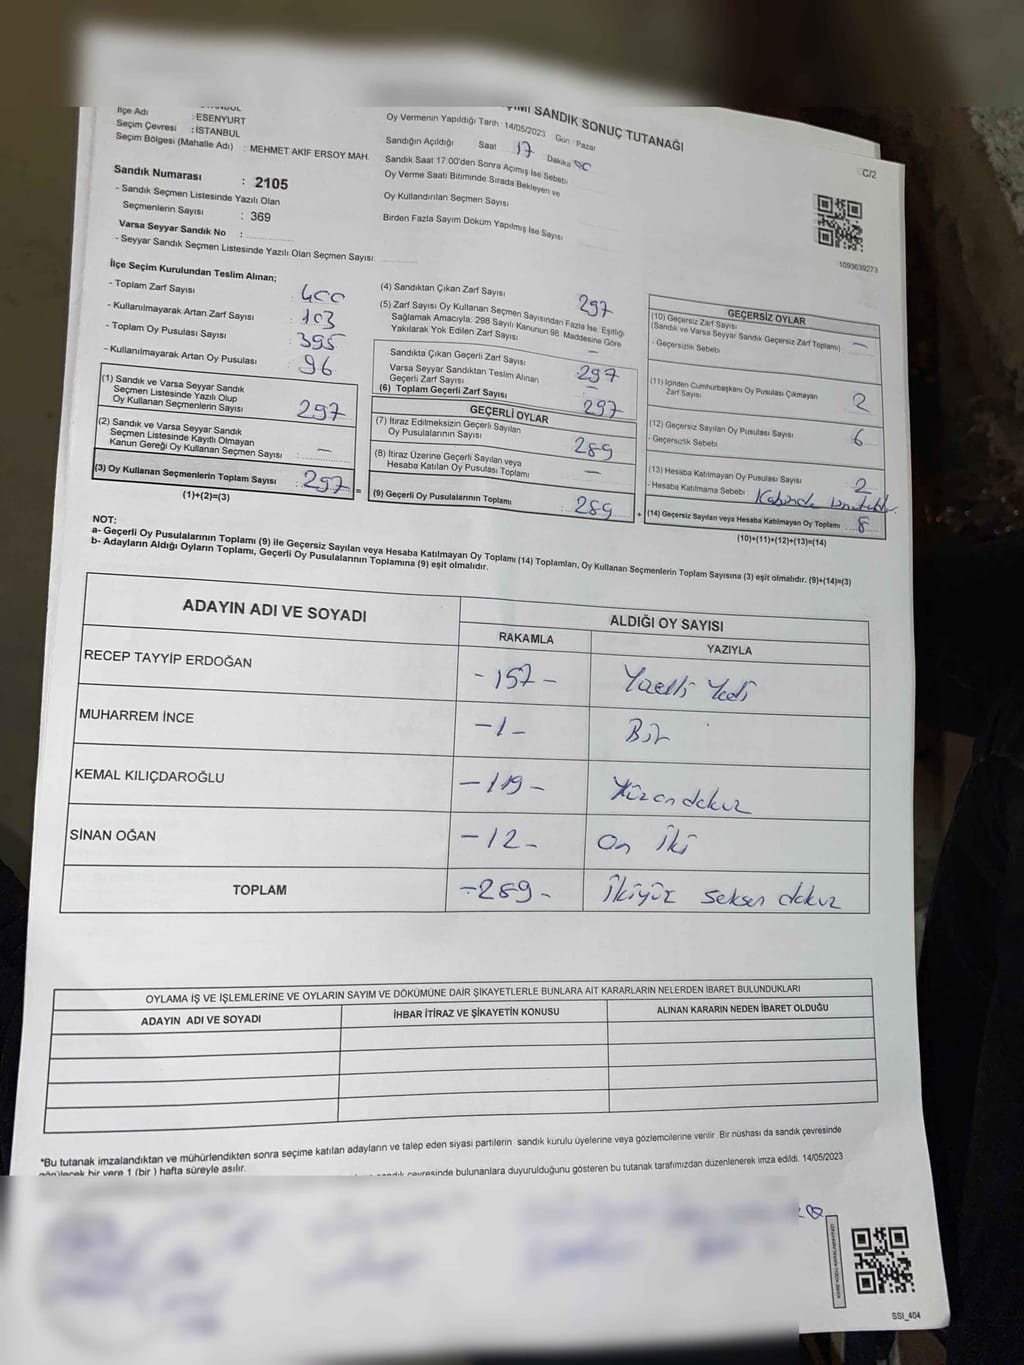 SANDIK SONUÇ TUTANAĞI
C/2
İlçe Adı : ESENYURT
Seçim Çevresi : İSTANBUL
Seçim Bölgesi (Mahalle Adı) : MEHMET AKİF ERSOY MAH.
Sandık Numarası : 2105
- Sandık Seçmen Listesinde Yazılı Olan
Seçmenlerin Sayısı : 369
Varsa Seyyar Sandık No :
- Seyyar Sandık Seçmen Listesinde Yazılı Olan Seçmen Sayısı:
Oy Vermenin Yapıldığı Tarih : 14/05/2023 Gün : Pazar
Sandığın Açıldığı Saat : 17 Dakika
Sandık Saat 17.00'den Sonra Açımış İse Sebebi
Oy Verme Saati Bitiminde Sırada Bekleyen ve
Oy Kullandırılan Seçmen Sayısı
Birden Fazla Sayım Döküm Yapılmış İse Sayısı
1093639273
İlçe Seçim Kurulundan Teslim Alınan;
- Toplam Zarf Sayısı : 400
- Kullanılmayarak Artan Zarf Sayısı : 103
- Toplam Oy Pusulası Sayısı : 395
- Kullanılmayarak Artan Oy Pusulası : 96
(1) Sandık ve Varsa Seyyar Sandık
Seçmen Listesinde Yazılı Olup
Oy Kullanan Seçmenlerin Sayısı : 297
(2) Sandık ve Varsa Seyyar Sandık
Seçmen Listesinde Kayıtlı Olmayan
Kanun Gereği Oy Kullanan Seçmen Sayısı : -
(3) Oy Kullanan Seçmenlerin Toplam Sayısı : 297 =
(1)+(2)=(3)
(4) Sandıktan Çıkan Zarf Sayısı 297
(5) Zarf Sayısı Oy Kullanan Seçmen Sayısından Fazla İse, Eşitliği
Sağlamak Amacıyla; 298 Sayılı Kanunun 98. Maddesine Göre
Yakılarak Yok Edilen Zarf Sayısı -
Sandıkta Çıkan Geçerli Zarf Sayısı : 297
Varsa Seyyar Sandıktan Teslim Alınan
Geçerli Zarf Sayısı -
(6) Toplam Geçerli Zarf Sayısı 297
GEÇERLİ OYLAR
(7) İtiraz Edilmeksizin Geçerli Sayılan
Oy Pusulalarının Sayısı : 289
(8) İtiraz Üzerine Geçerli Sayılan veya
Hesaba Katılan Oy Pusulası Toplamı -
(9) Geçerli Oy Pusulalarının Toplamı : 289 +
GEÇERSİZ OYLAR
(10) Geçersiz Zarf Sayısı
(Sandık ve Varsa Seyyar Sandık Geçersiz Zarf Toplamı) -
- Geçersizlik Sebebi
(11) İçinden Cumhurbaşkanı Oy Pusulası Çıkmayan
Zarf Sayısı 2
(12) Geçersiz Sayılan Oy Pusulası Sayısı : 6
- Geçersizlik Sebebi
(13) Hesaba Katılmayan Oy Pusulası Sayısı : 2
- Hesaba Katılmama Sebebi Kabinde
(14) Geçersiz Sayılan veya Hesaba Katılmayan Oy Toplamı : 8
(10)+(11)+(12)+(13)=(14)
NOT:
a- Geçerli Oy Pusulalarının Toplamı (9) ile Geçersiz Sayılan veya Hesaba Katılmayan Oy Toplamı (14) Toplamları, Oy Kullanan Seçmenlerin Toplam Sayısına (3) eşit olmalıdır. (9)+(14)=(3)
b- Adayların Aldığı Oyların Toplamı, Geçerli Oy Pusulalarının Toplamına (9) eşit olmalıdır.
ADAYIN ADI VE SOYADI ALDIĞI OY SAYISI
RAKAMLA YAZIYLA
RECEP TAYYİP ERDOĞAN - 157 - Yüzelli Yedi
MUHARREM İNCE - 1 - Bir
KEMAL KILIÇDAROĞLU - 119 - Yüzondokuz
SİNAN OĞAN - 12 - On iki
TOPLAM - 289 - İkiyüz seksen dokuz
OYLAMA İŞ VE İŞLEMLERİNE VE OYLARIN SAYIM VE DÖKÜMÜNE DAİR ŞİKAYETLERLE BUNLARA AİT KARARLARIN NELERDEN İBARET BULUNDUKLARI
ADAYIN ADI VE SOYADI İHBAR İTİRAZ VE ŞİKAYETİN KONUSU ALINAN KARARIN NEDEN İBARET OLDUĞU
*Bu tutanak imzalandıktan ve mühürlendikten sonra seçime katılan adayların ve talep eden siyasi partilerin sandık kurulu üyelerine veya gözlemcilerine verilir. Bir nüshası da sandık çevresinde
görülecek bir yere 1 (bir) hafta süreyle asılır.
sandık çevresinde bulunanlara duyurulduğunu gösteren bu tutanak tarafımızdan düzenlenerek imza edildi. 14/05/2023
SSI_404